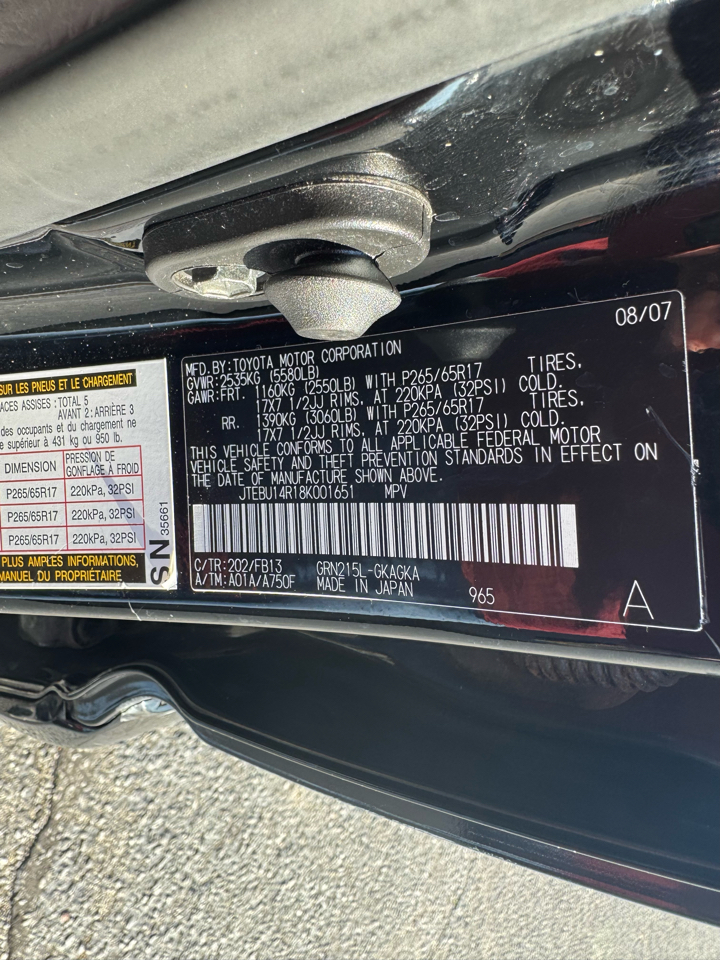 SUR LES PNEUS ET LE CHARGEMENT
ACES ASSISES : TOTAL 5
AVANT 2 : ARRIÈRE 3
des occupants et du chargement ne
e supérieur à 431 kg ou 950 lb.
DIMENSION
PRESSION DE
GONFLAGE À FROID
P265/65R17 220kPa, 32PSI
P265/65R17 220kPa, 32PSI
P265/65R17 220kPa, 32PSI
PLUS AMPLES INFORMATIONS,
MANUEL DU PROPRIÉTAIRE
SN 35661
08/07
MFD. BY: TOYOTA MOTOR CORPORATION
GVWR: 2535KG (5580LB)
GAWR: FRT. 1160KG (2550LB) WITH P265/65R17 TIRES,
17X7 1/2JJ RIMS, AT 220KPA (32PSI) COLD.
RR. 1390KG (3060LB) WITH P265/65R17 TIRES,
17X7 1/2JJ RIMS, AT 220KPA (32PSI) COLD.
THIS VEHICLE CONFORMS TO ALL APPLICABLE FEDERAL MOTOR
VEHICLE SAFETY AND THEFT PREVENTION STANDARDS IN EFFECT ON
THE DATE OF MANUFACTURE SHOWN ABOVE.
JTEBU14R18K001651 MPV
C/TR: 202/FB13 GRN215L-GKAGKA
A/TM: A01A/A750F MADE IN JAPAN
965
A